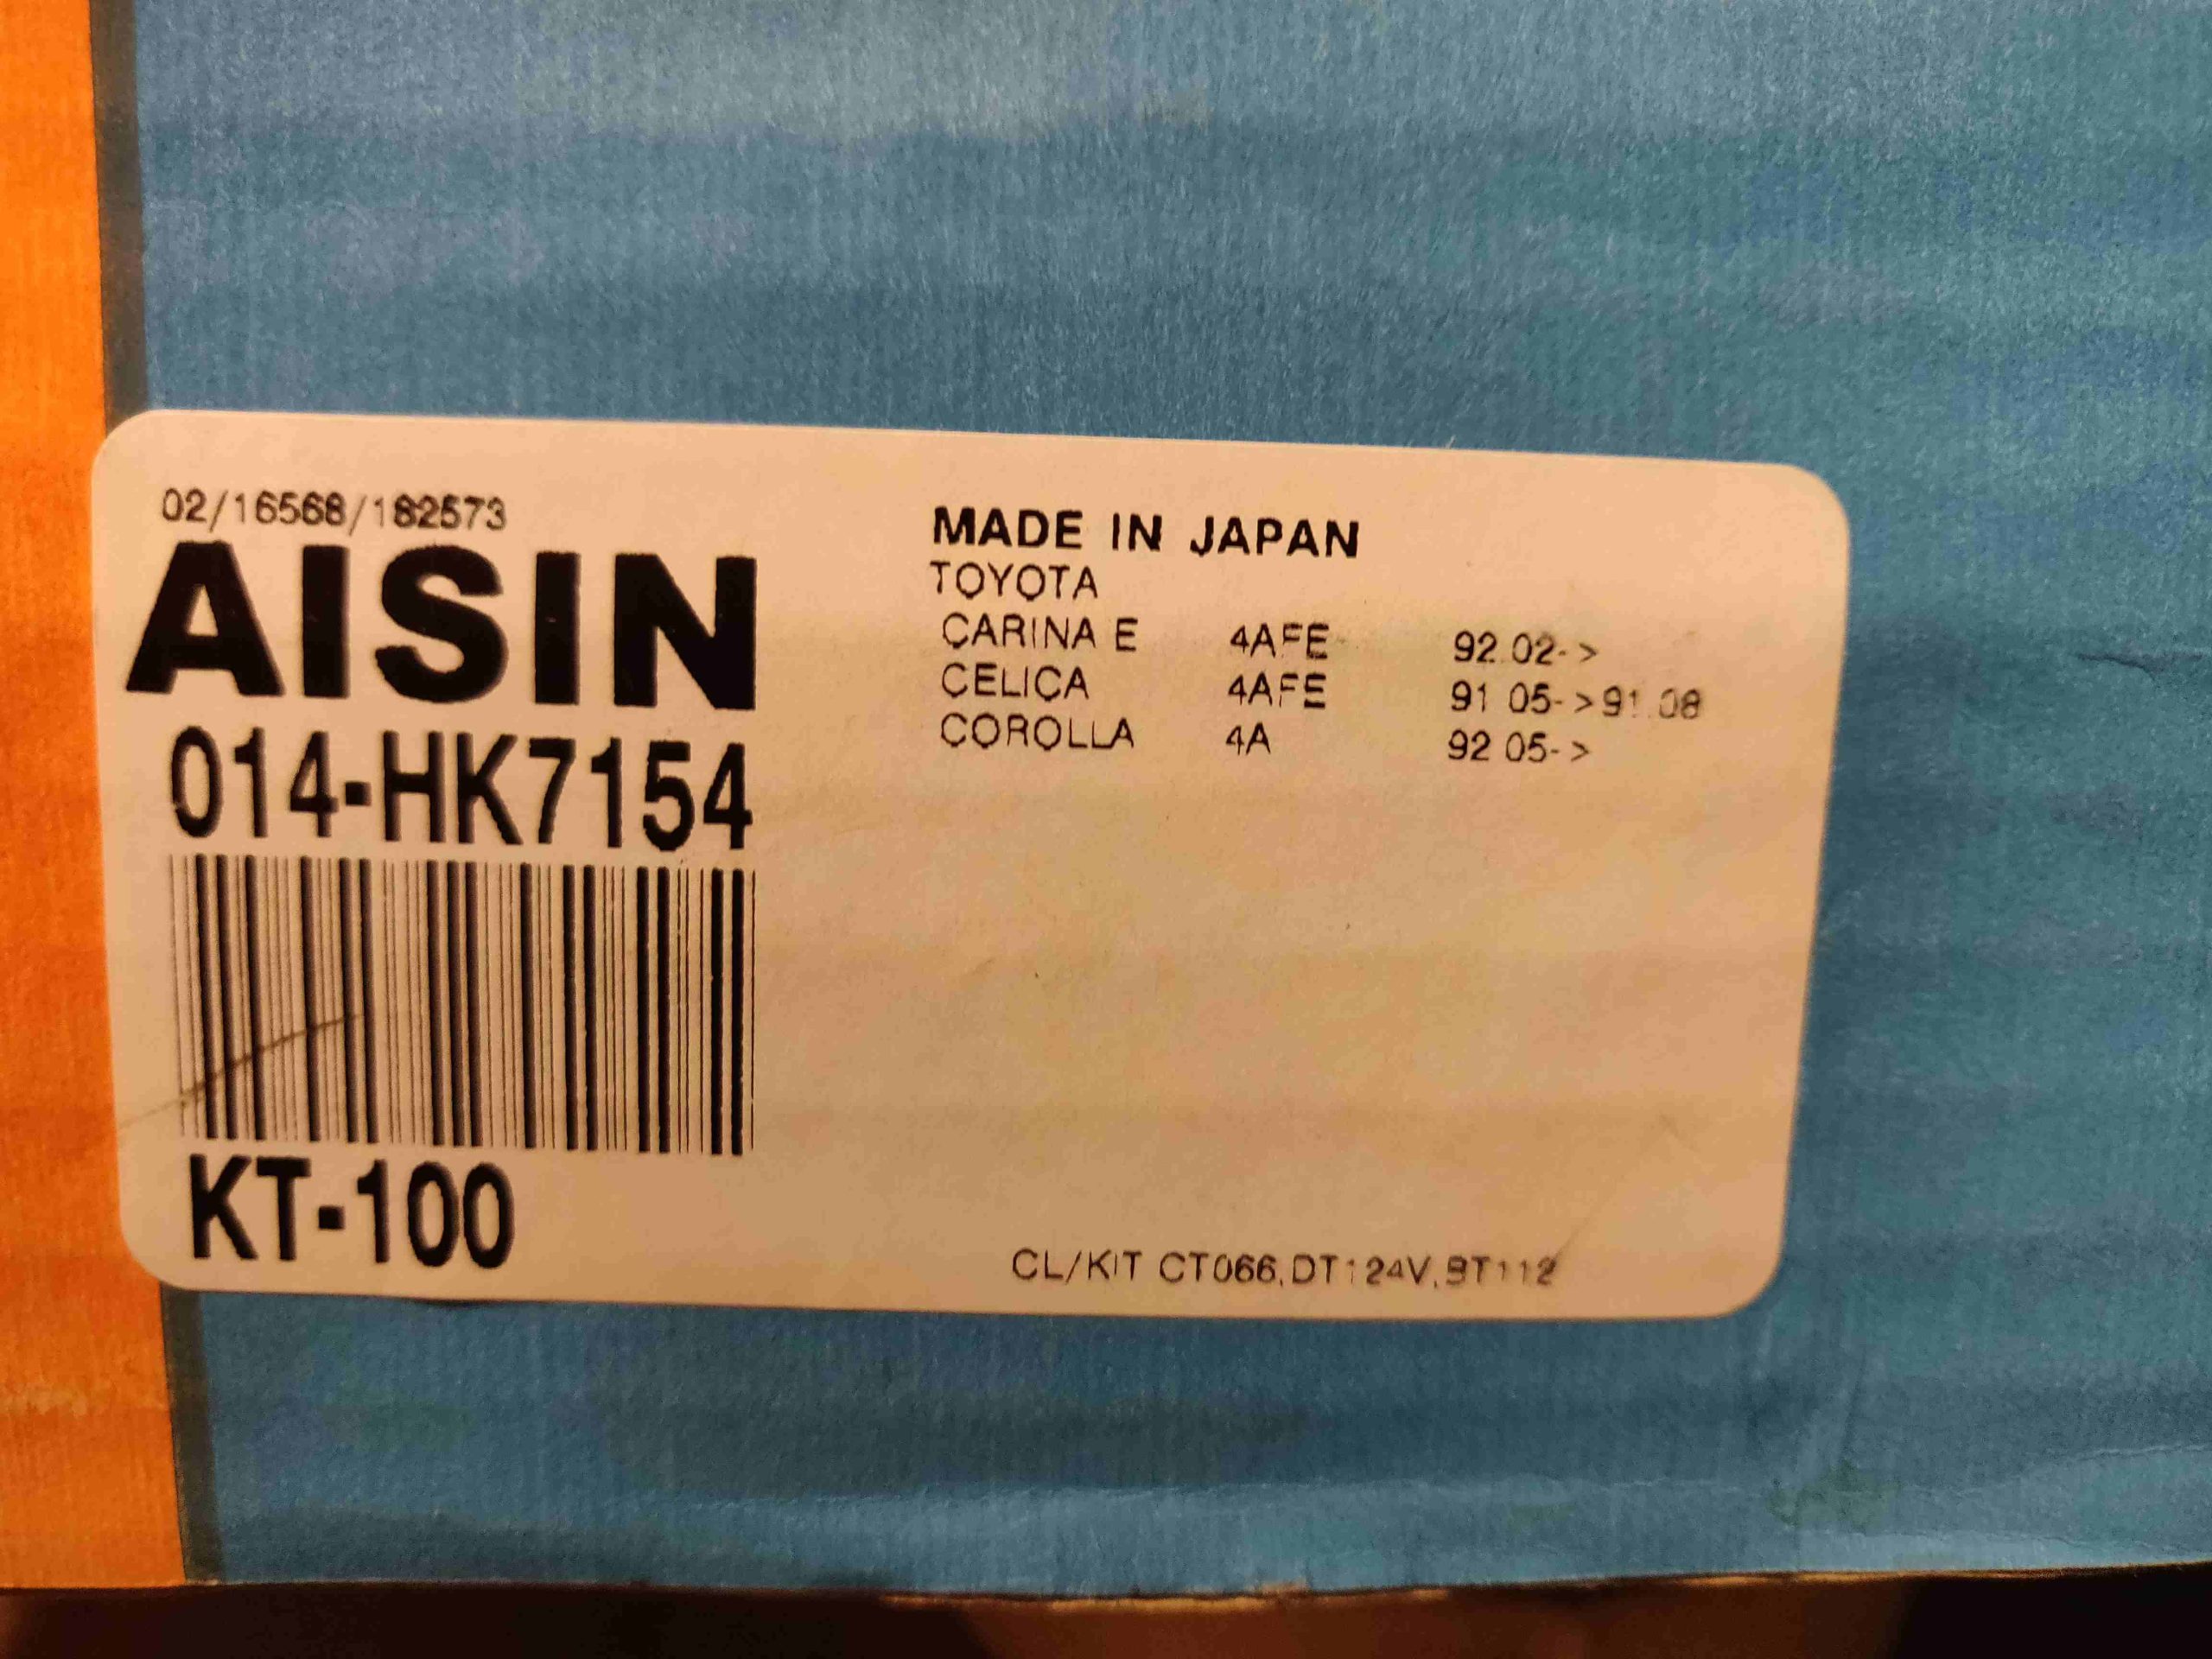 02/16568/182573
AISIN
014-HK7154
KT-100
MADE IN JAPAN
TOYOTA
CARINA E 4AFE 92.02->
CELICA 4AFE 91 05->91.08
COROLLA 4A 92 05->
CL/KIT CT066,DT124V,BT112